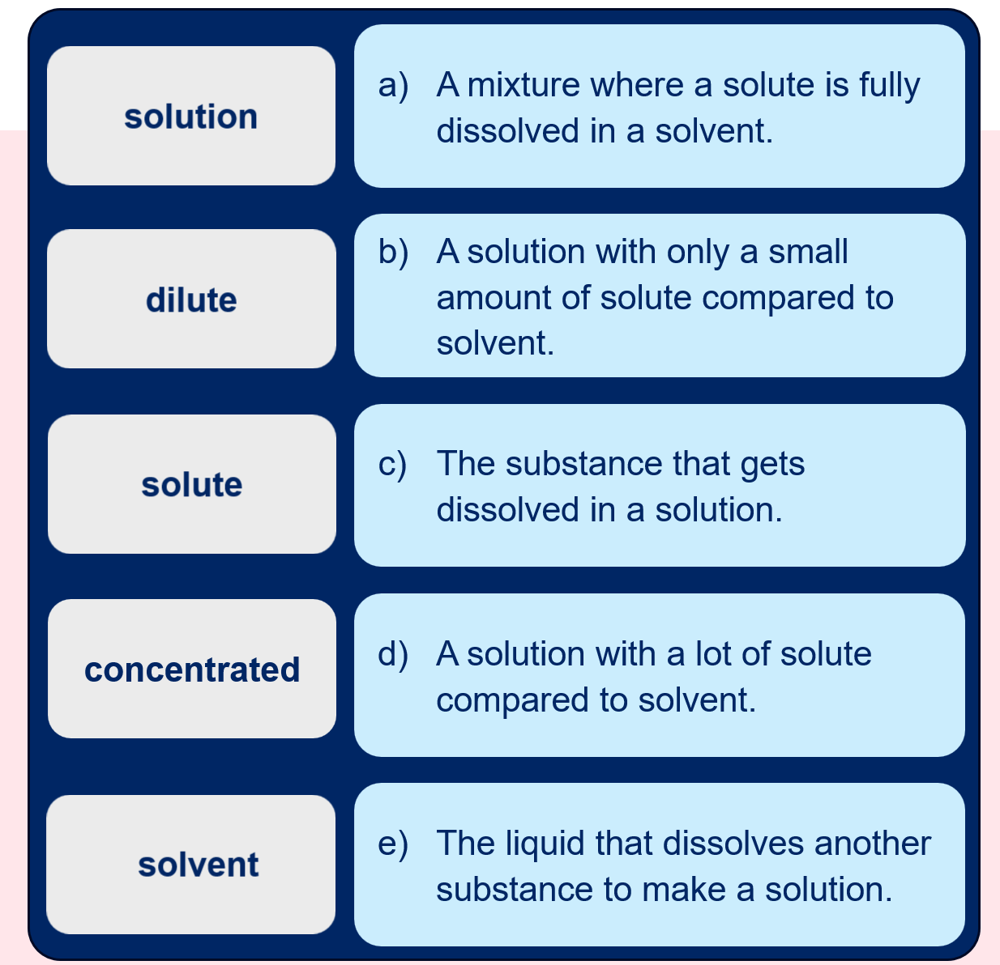 solution
a) A mixture where a solute is fully
dissolved in a solvent.
dilute
b) A solution with only a small
amount of solute compared to
solvent.
solute
c) The substance that gets
dissolved in a solution.
concentrated
d) A solution with a lot of solute
compared to solvent.
solvent
e) The liquid that dissolves another
substance to make a solution.